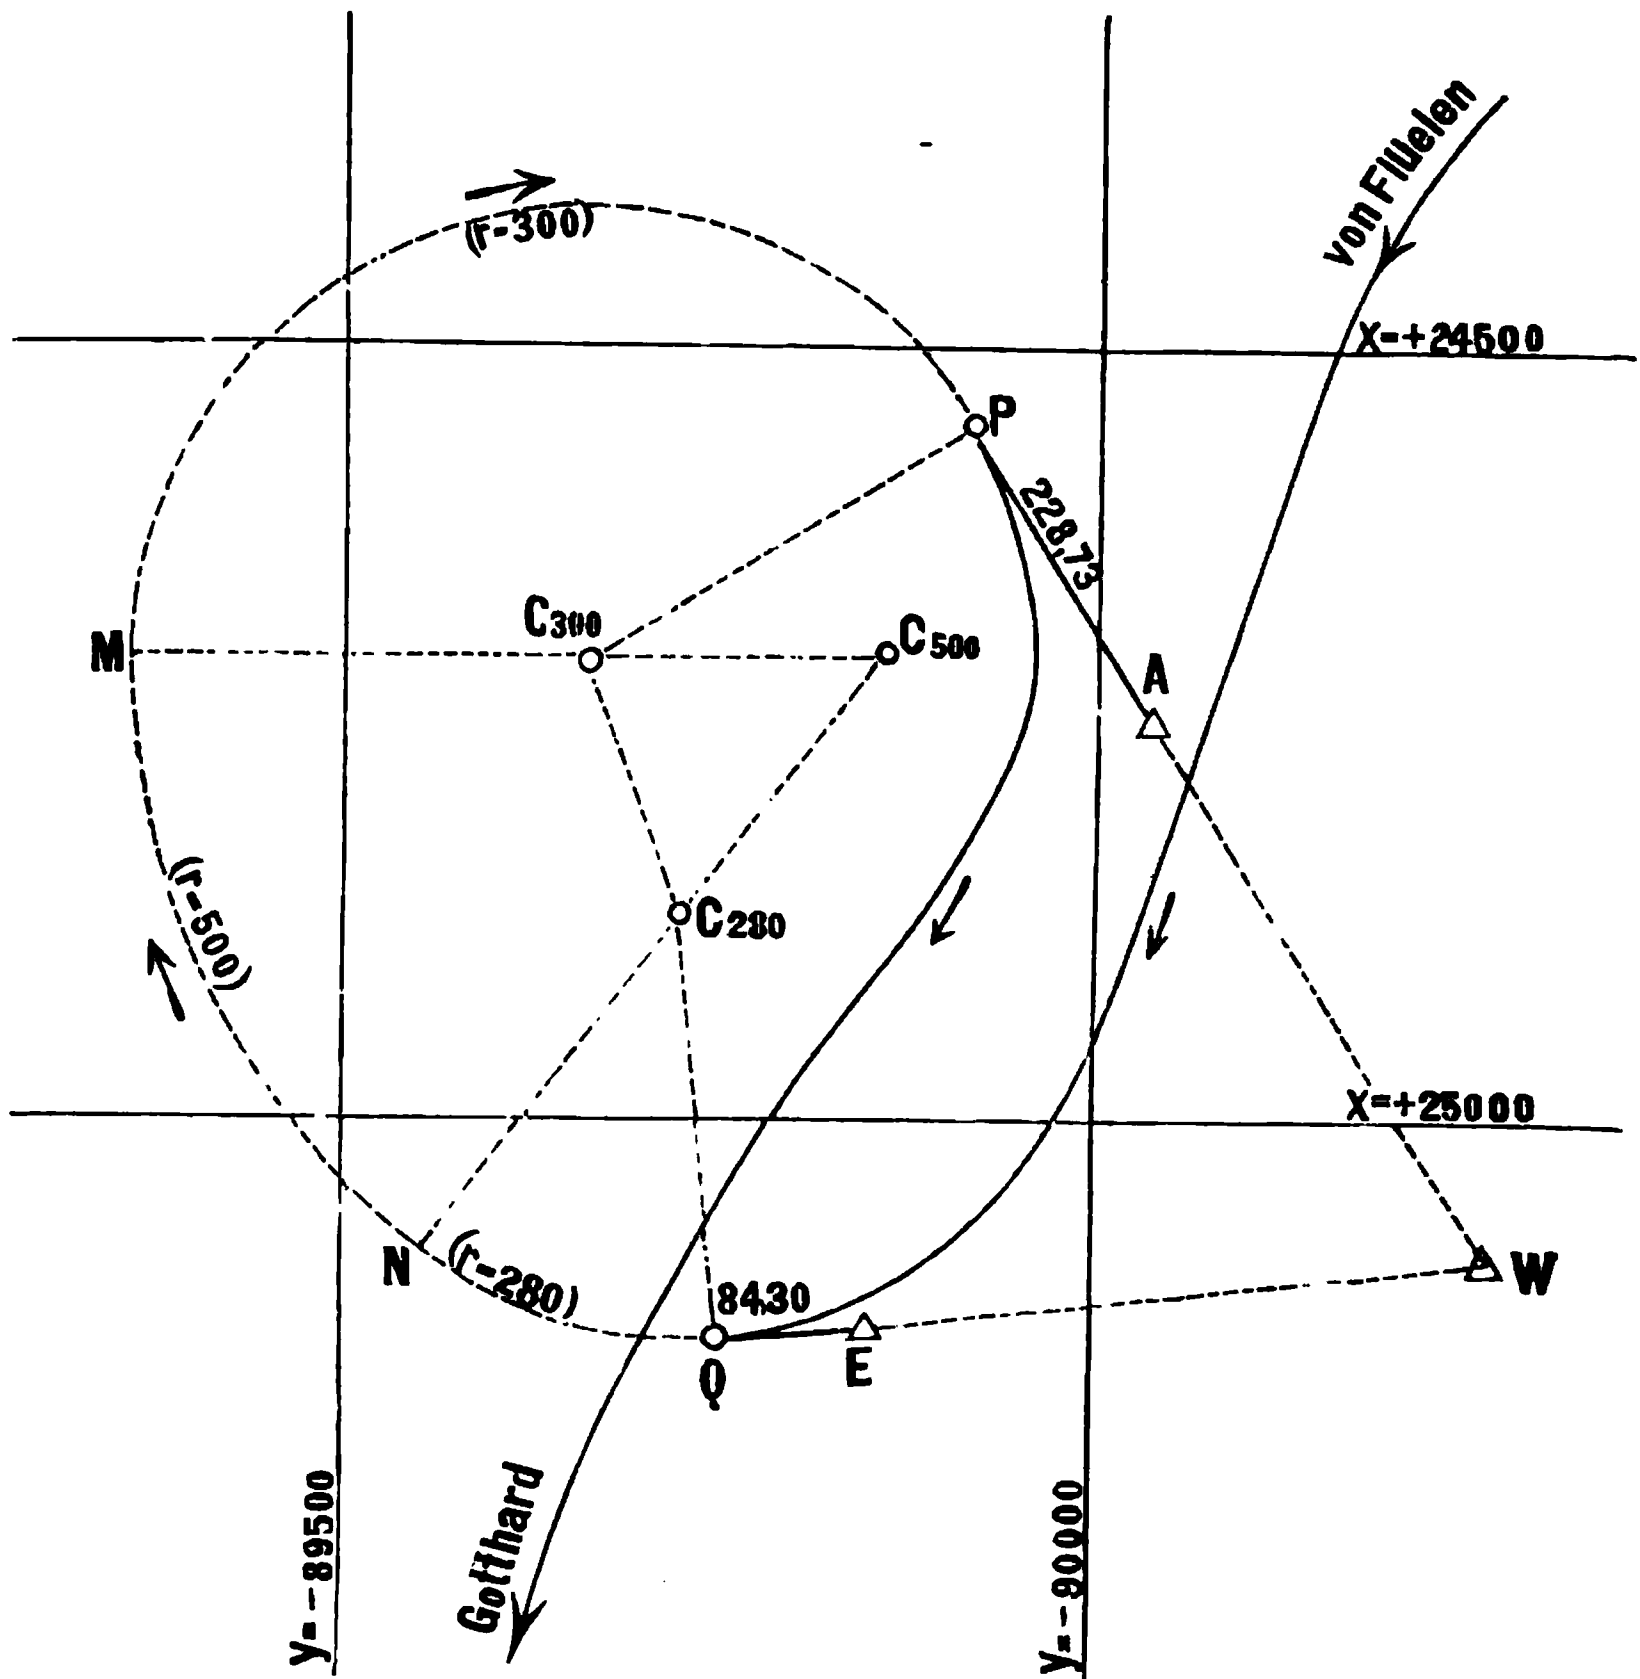 von Flüelen
(r=300)
X=+24500
P
228,73
C300
C500
M
A
C280
(r=500)
X=+25000
N
(r=280)
W
84,30
Q
E
Gotthard
y=-89500
y=-90000